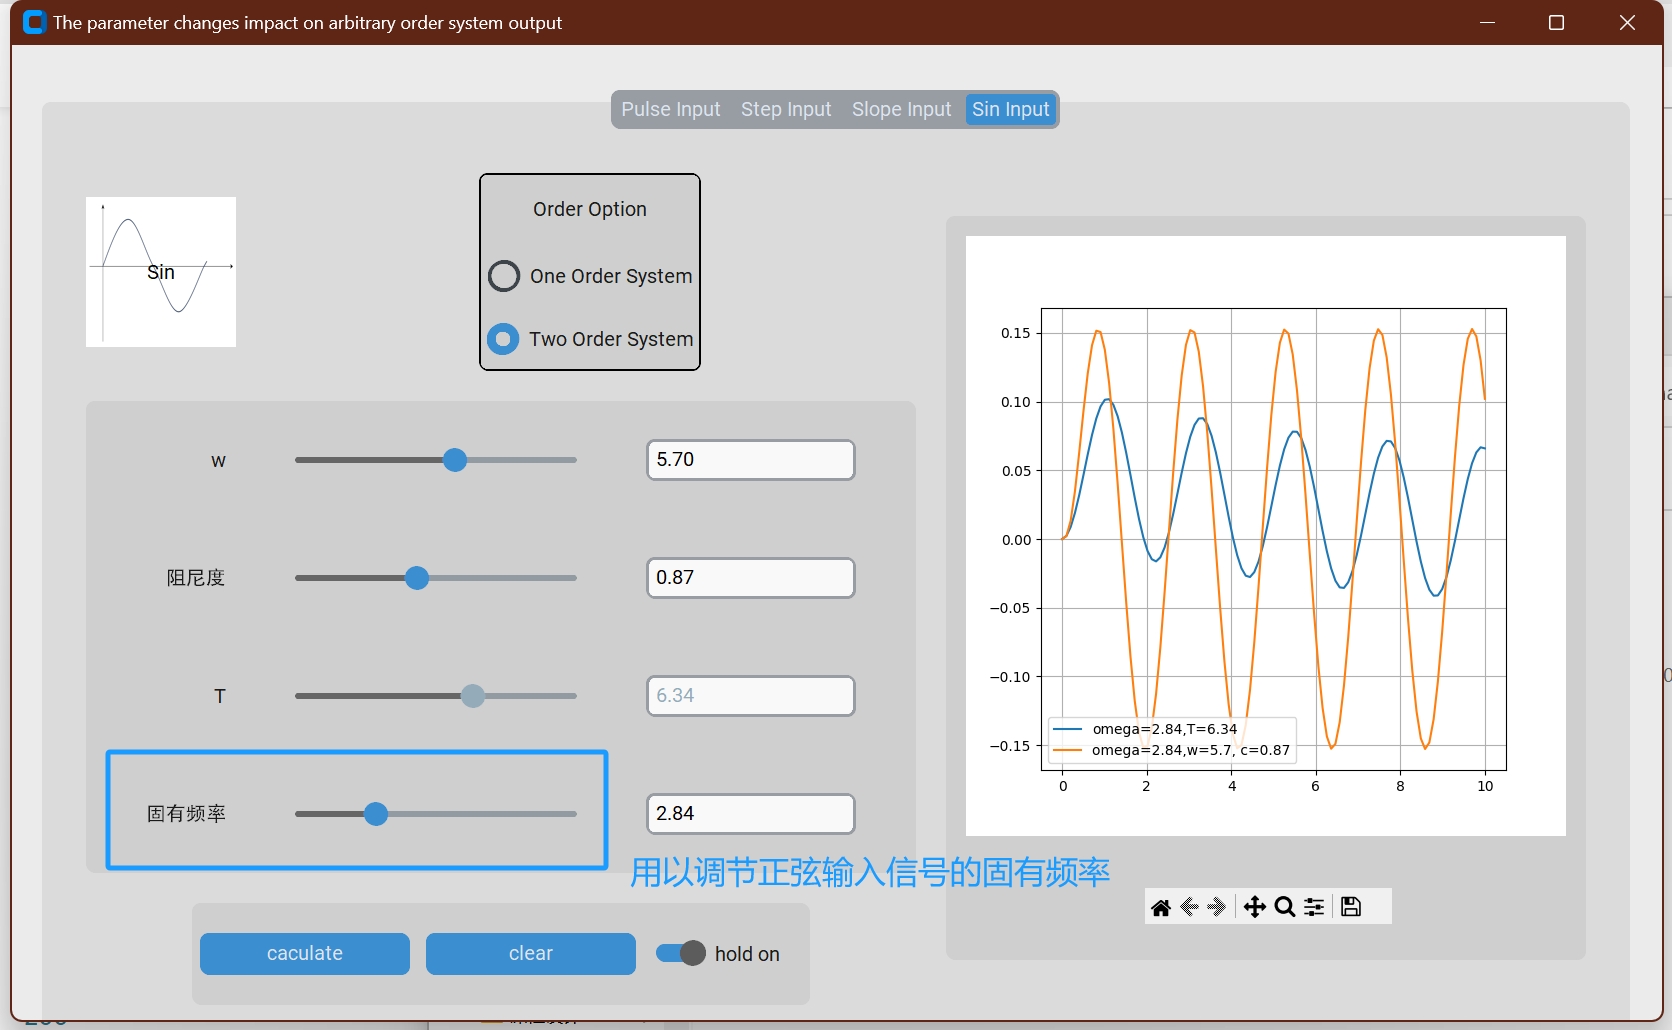 The parameter changes impact on arbitrary order system output
Pulse Input Step Input Slope Input Sin Input
Sin
Order Option
One Order System
Two Order System
w 5.70
阻尼度 0.87
T 6.34
固有频率 2.84
用以调节正弦输入信号的固有频率
caculate clear hold on
0.15
0.10
0.05
0.00
−0.05
−0.10
−0.15
0 2 4 6 8 10
omega=2.84,T=6.34
omega=2.84,w=5.7, c=0.87